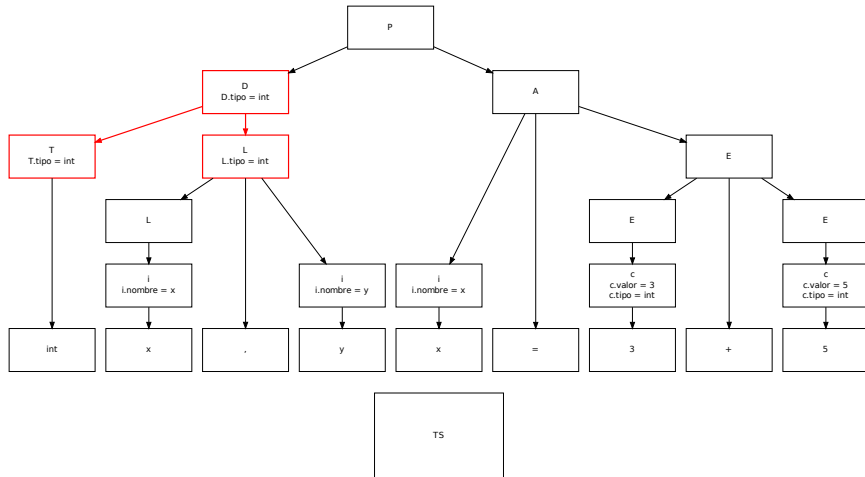 P
D
D.tipo = int
A
T
T.tipo = int
L
L.tipo = int
E
L
E
E
i
i.nombre = x
i
i.nombre = y
i
i.nombre = x
c
c.valor = 3
c.tipo = int
c
c.valor = 5
c.tipo = int
int
x
,
y
x
=
3
+
5
TS